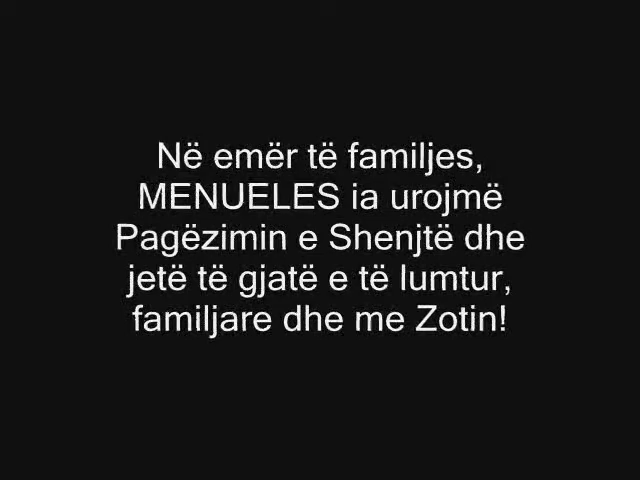 Në emër të familjes,
MENUELES ia urojmë
Pagëzimin e Shenjtë dhe
jetë të gjatë e të lumtur,
familjare dhe me Zotin!